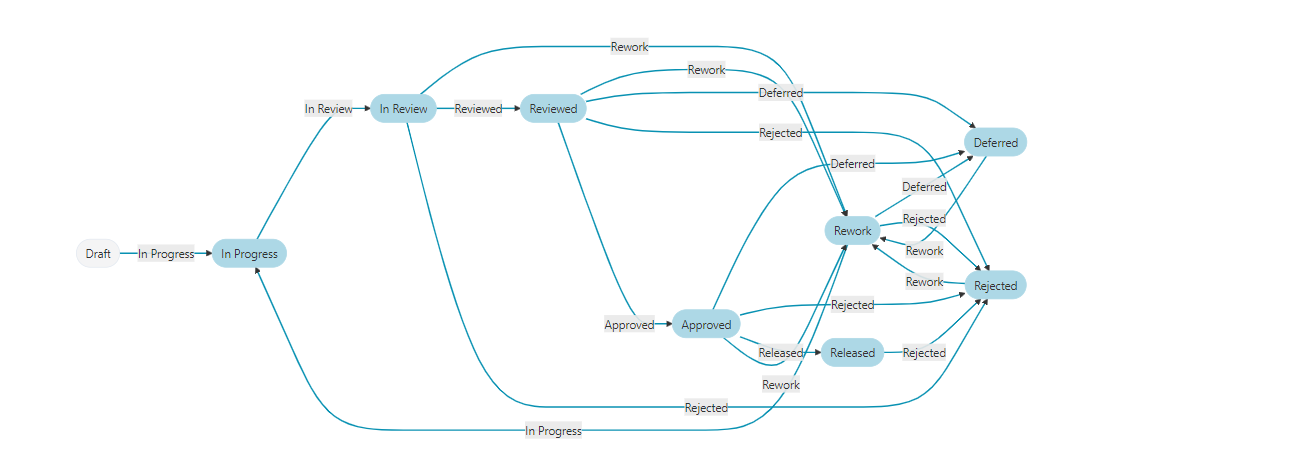 Rework
Rework
Deferred
In Review
In Review
Reviewed
Reviewed
Rejected
Deferred
Deferred
Deferred
Rejected
Rework
Rework
Draft
In Progress
In Progress
Rework
Rejected
Rejected
Approved
Approved
Released
Released
Rejected
Rework
Rejected
In Progress